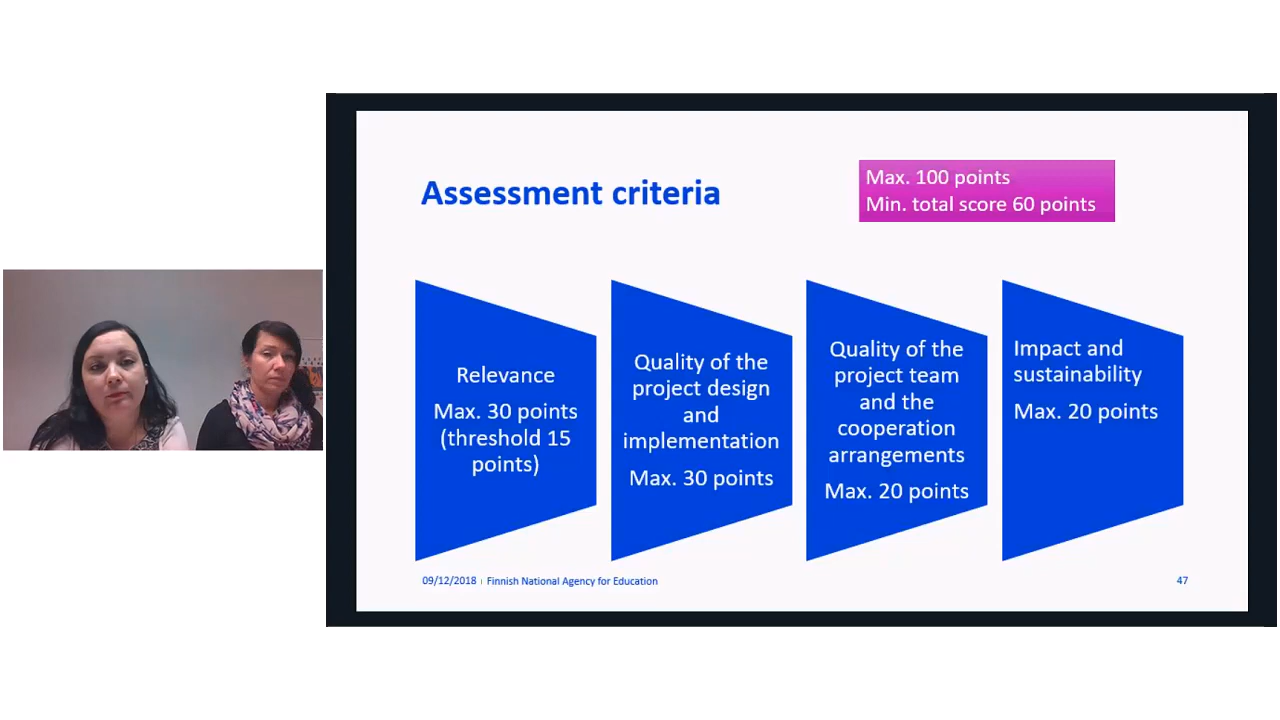 Assessment criteria
Max. 100 points
Min. total score 60 points
Relevance
Max. 30 points
(threshold 15
points)
Quality of the
project design
and
implementation
Max. 30 points
Quality of the
project team
and the
cooperation
arrangements
Max. 20 points
Impact and
sustainability
Max. 20 points
09/12/2018 | Finnish National Agency for Education
47